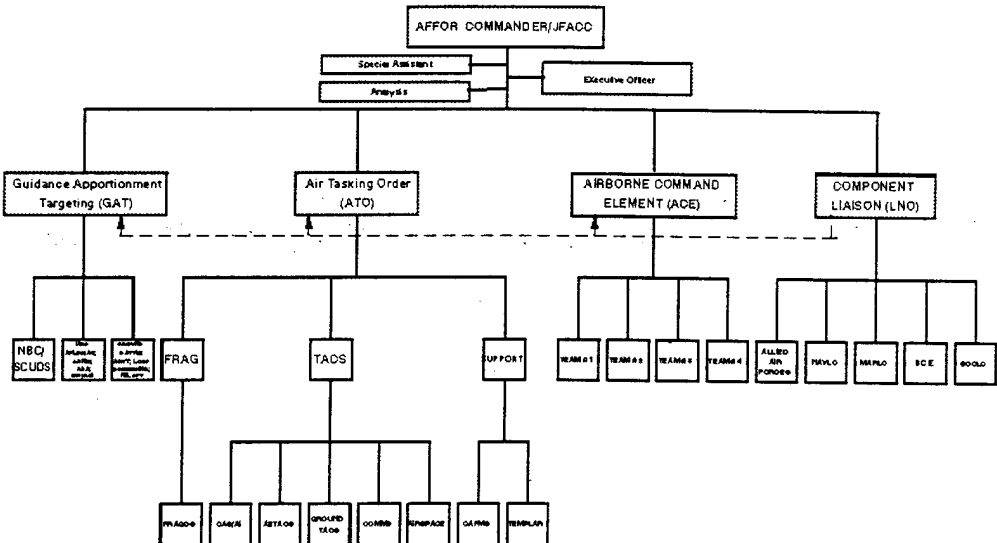 AFFOR COMMANDER/JFACC
Special Assistant
Executive Officer
Analysis
Guidance Apportionment
Targeting (GAT)
Air Tasking Order
(ATO)
AIRBORNE COMMAND
ELEMENT (ACE)
COMPONENT
LIAISON (LNO)
NBC/
SCUDS
FRAG
TACS
SUPPORT
TEAM #1
TEAM #2
TEAM #3
TEAM #4
ALLIED
AIR
FORCES
NAVLO
MARLO
BCE
SOCLO
FRAGOS
CAS/AI
ABTACS
GROUND
TACS
COMMS
AIRSPACE
CAFMS
TEMPLAR